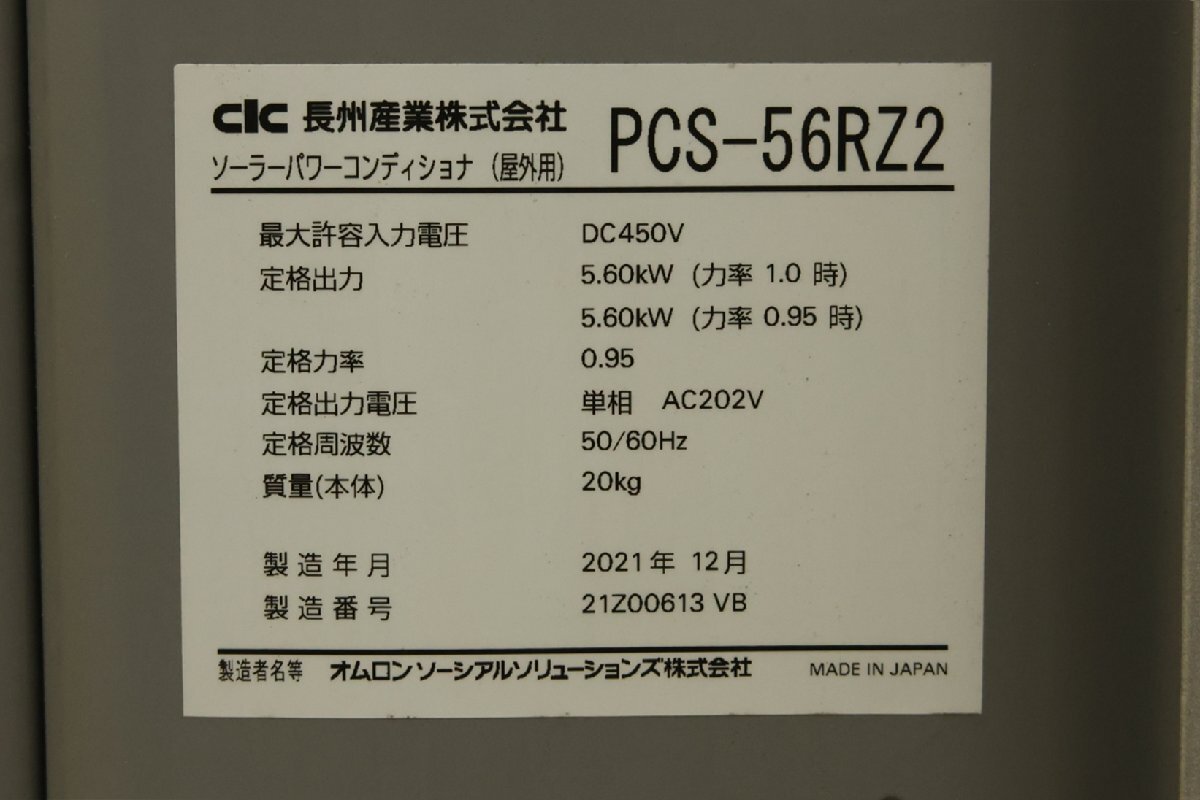 CIC 長州産業株式会社 PCS-56RZ2
ソーラーパワーコンディショナ (屋外用)
最大許容入力電圧 DC450V
定格出力 5.60kW (力率 1.0 時)
5.60kW (力率 0.95 時)
定格力率 0.95
定格出力電圧 単相 AC202V
定格周波数 50/60Hz
質量(本体) 20kg
製造年月 2021年 12月
製造番号 21Z00613 VB
製造者名等 オムロン ソーシアルソリューションズ株式会社 MADE IN JAPAN